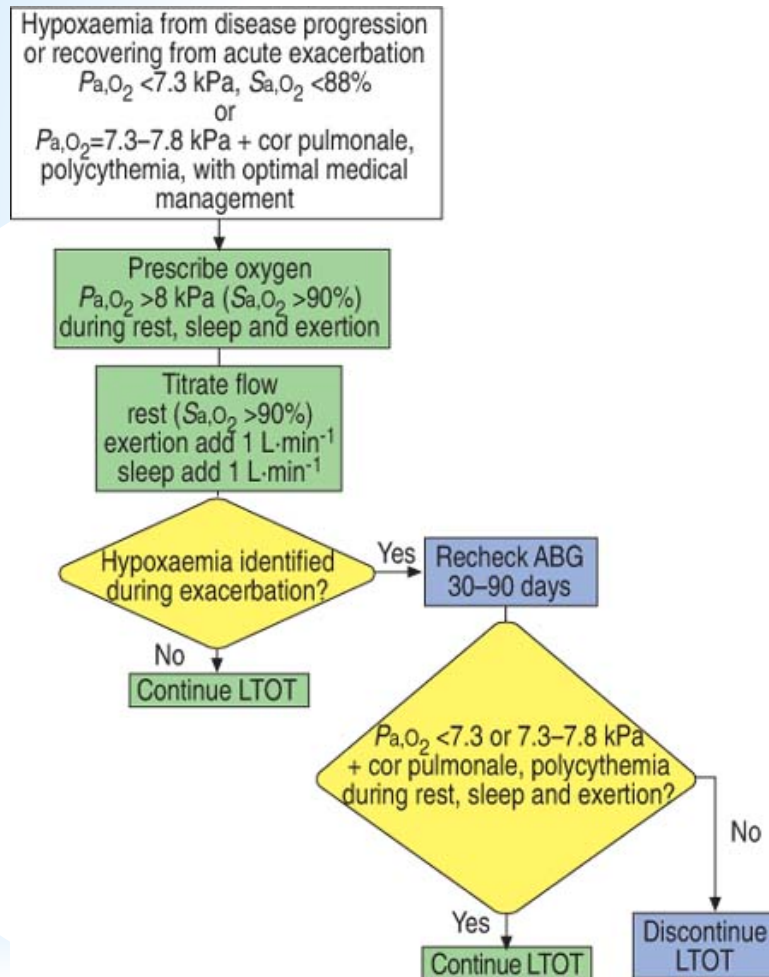 Hypoxaemia from disease progression
or recovering from acute exacerbation
Pa,O₂ <7.3 kPa, Sa,O₂ <88%
or
Pa,O₂=7.3–7.8 kPa + cor pulmonale,
polycythemia, with optimal medical
management
Prescribe oxygen
Pa,O₂ >8 kPa (Sa,O₂ >90%)
during rest, sleep and exertion
Titrate flow
rest (Sa,O₂ >90%)
exertion add 1 L·min⁻¹
sleep add 1 L·min⁻¹
Hypoxaemia identified
during exacerbation?
Yes
Recheck ABG
30–90 days
No
Continue LTOT
Pa,O₂ <7.3 or 7.3–7.8 kPa
+ cor pulmonale, polycythemia
during rest, sleep and exertion?
No
Yes
Continue LTOT
Discontinue
LTOT